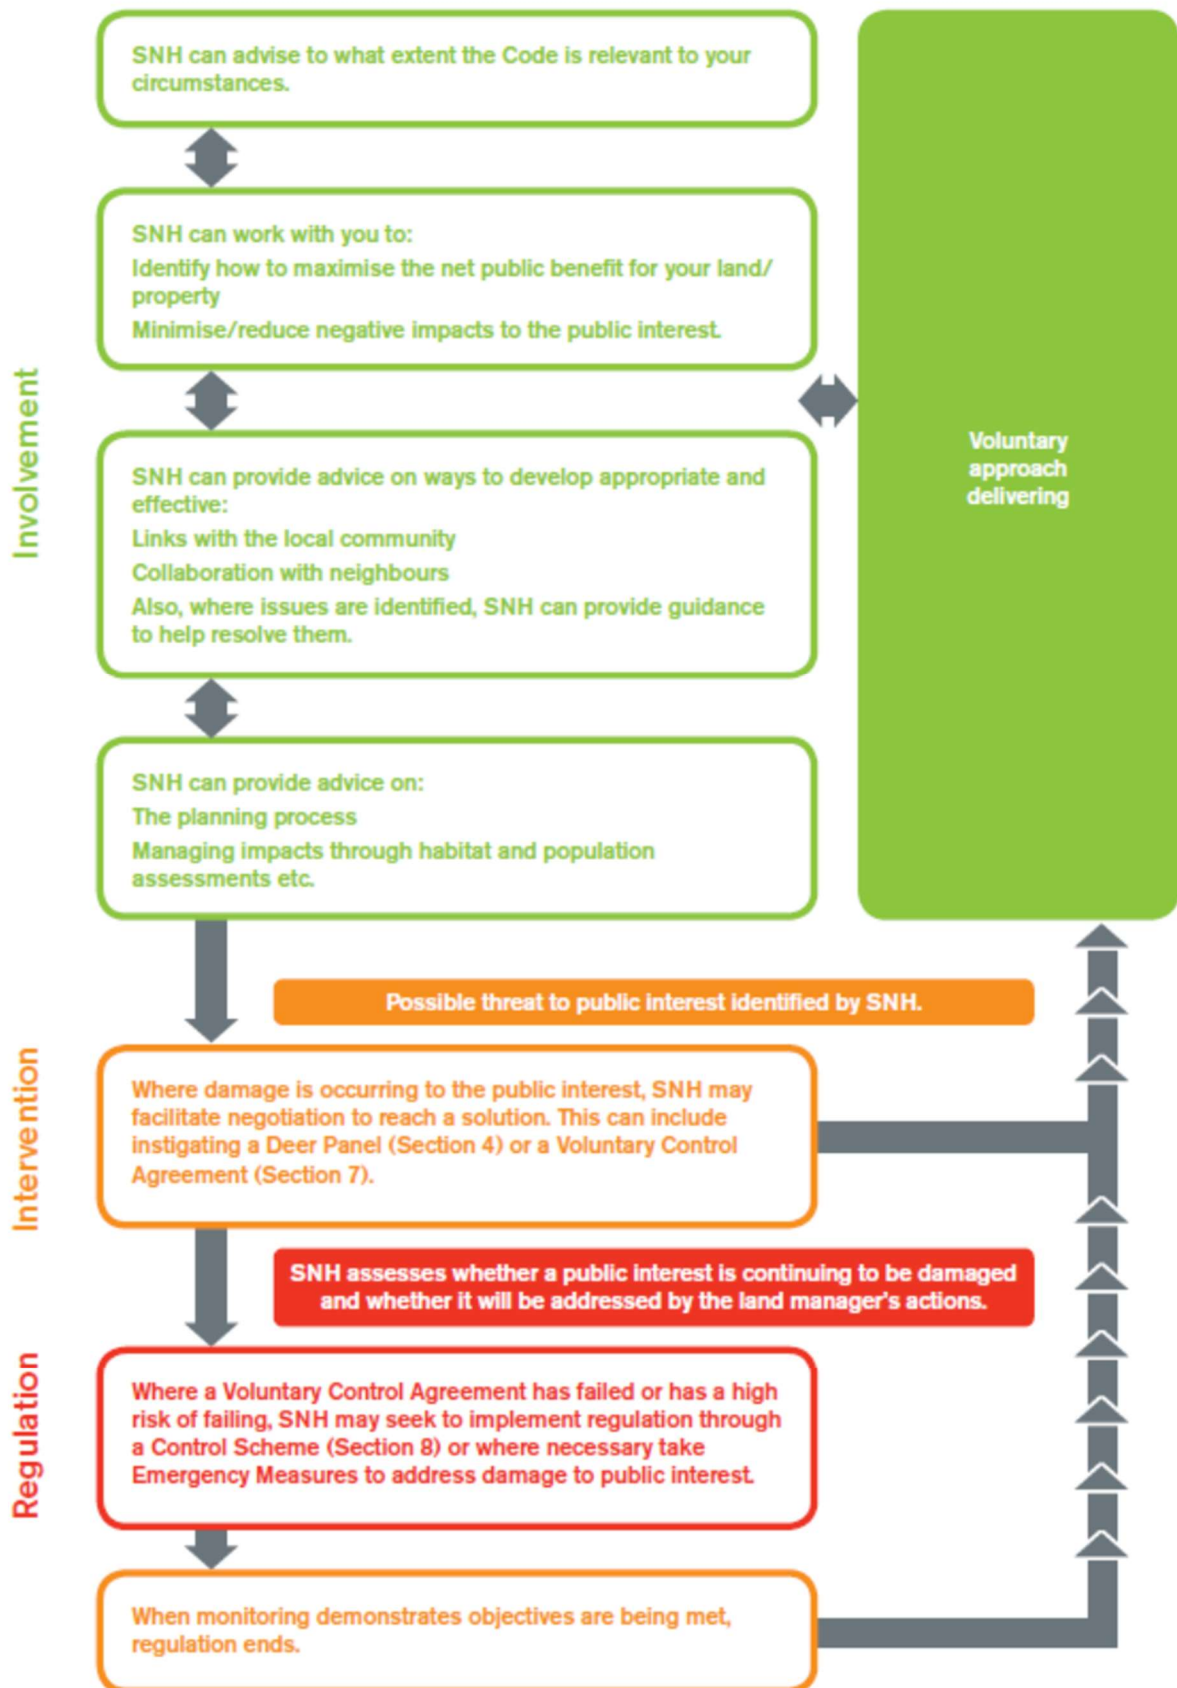 SNH can advise to what extent the Code is relevant to your
circumstances.
SNH can work with you to:
Identify how to maximise the net public benefit for your land/
property
Minimise/reduce negative impacts to the public interest.
Involvement
SNH can provide advice on ways to develop appropriate and
effective:
Links with the local community
Collaboration with neighbours
Also, where issues are identified, SNH can provide guidance
to help resolve them.
Voluntary
approach
delivering
SNH can provide advice on:
The planning process
Managing impacts through habitat and population
assessments etc.
Possible threat to public interest identified by SNH.
Intervention
Where damage is occurring to the public interest, SNH may
facilitate negotiation to reach a solution. This can include
instigating a Deer Panel (Section 4) or a Voluntary Control
Agreement (Section 7).
SNH assesses whether a public interest is continuing to be damaged
and whether it will be addressed by the land manager's actions.
Regulation
Where a Voluntary Control Agreement has failed or has a high
risk of failing, SNH may seek to implement regulation through
a Control Scheme (Section 8) or where necessary take
Emergency Measures to address damage to public interest.
When monitoring demonstrates objectives are being met,
regulation ends.